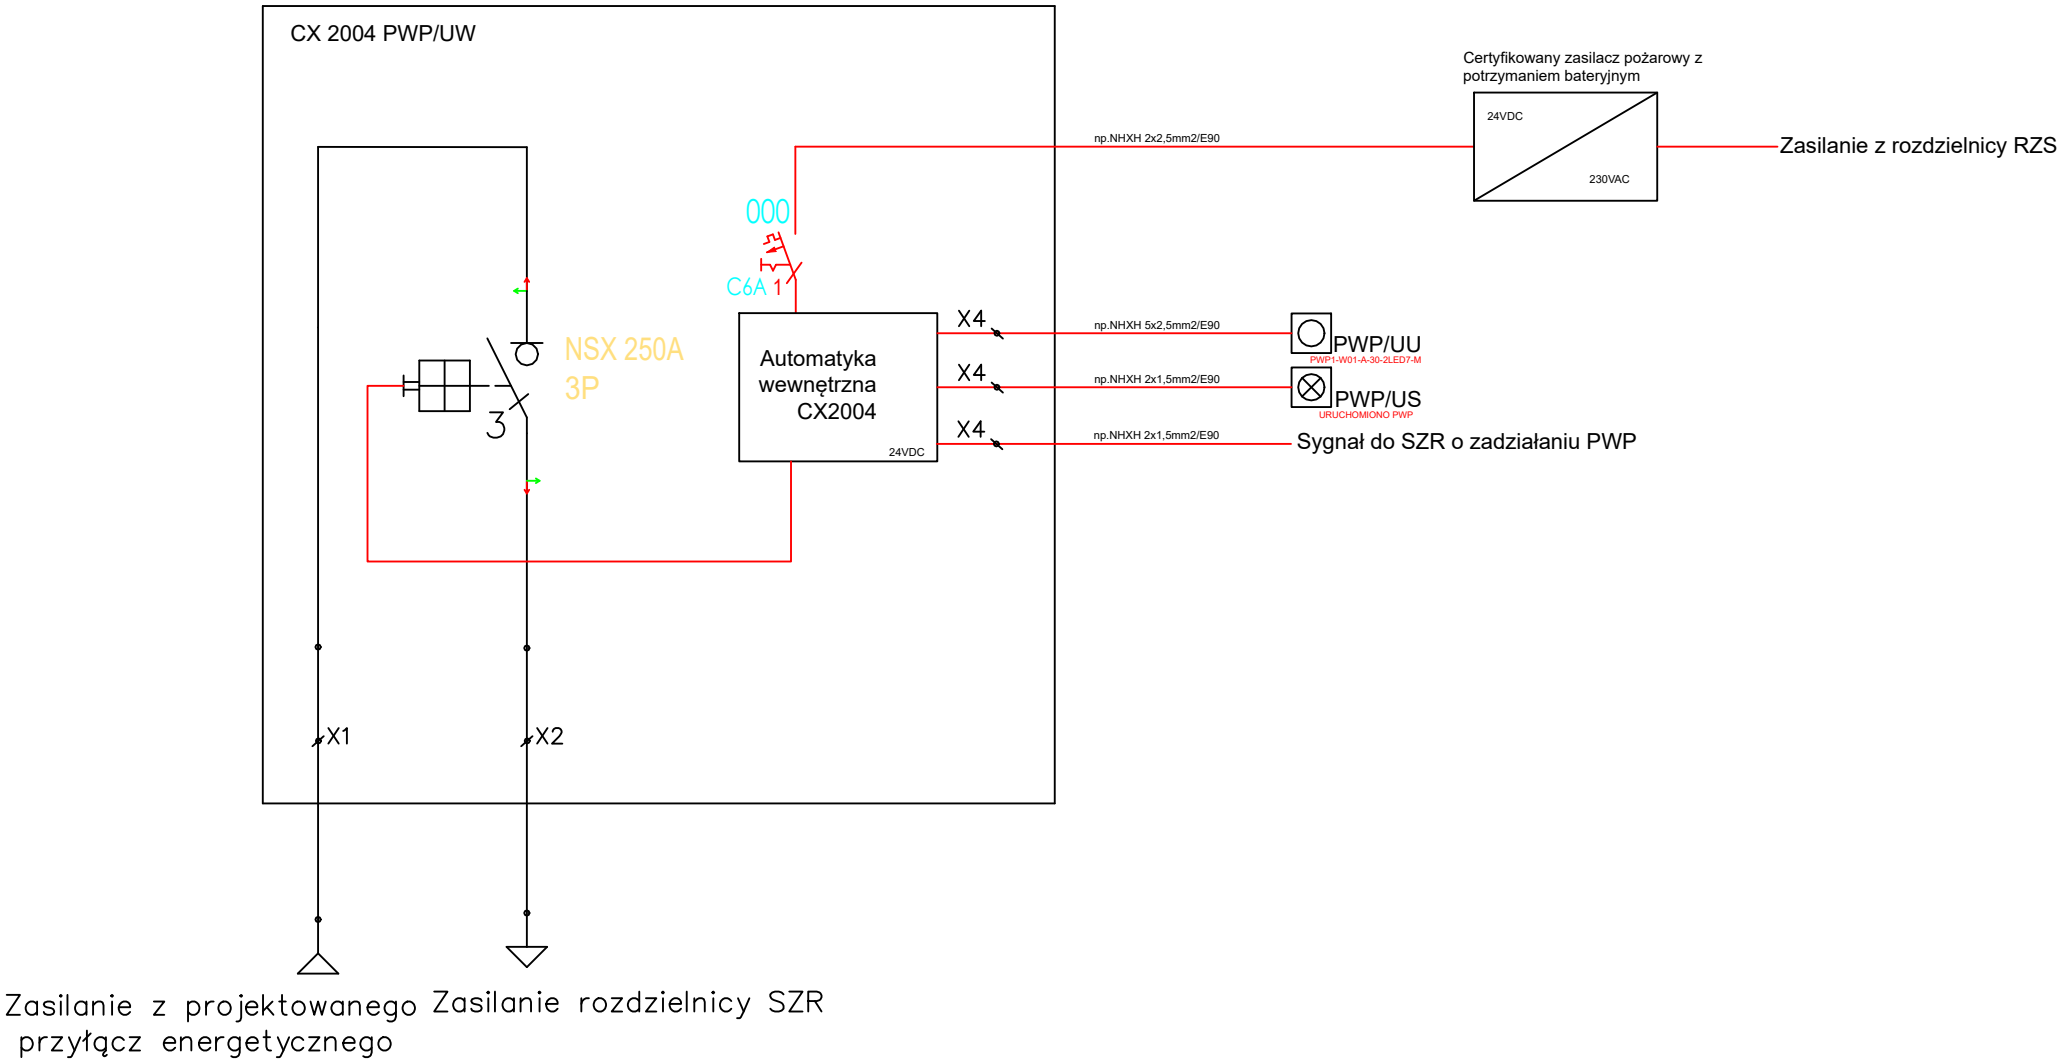 CX 2004 PWP/UW
Certyfikowany zasilacz pożarowy z
potrzymaniem bateryjnym
24VDC
230VAC
np.NHXH 2x2,5mm2/E90
Zasilanie z rozdzielnicy RZS
000
C6A 1
NSX 250A
3P
3
Automatyka
wewnętrzna
CX2004
24VDC
X4
np.NHXH 5x2,5mm2/E90
PWP/UU
PWP1-W01-A-30-2LED7-M
X4
np.NHXH 2x1,5mm2/E90
PWP/US
URUCHOMIONO PWP
X4
np.NHXH 2x1,5mm2/E90
Sygnał do SZR o zadziałaniu PWP
X1
X2
Zasilanie z projektowanego
przyłącz energetycznego
Zasilanie rozdzielnicy SZR